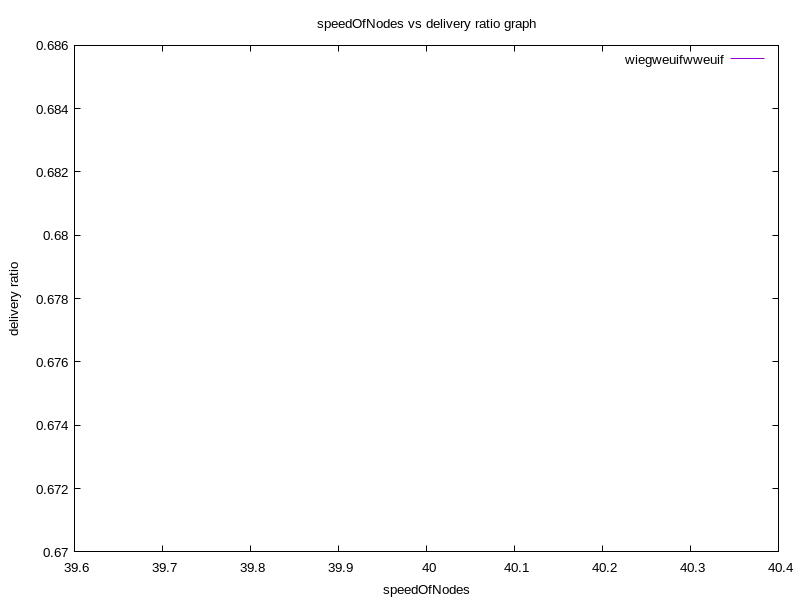 speedOfNodes vs delivery ratio graph
wiegweuifwweuif
0.686
0.684
0.682
0.68
0.678
0.676
0.674
0.672
0.67
delivery ratio
39.6 39.7 39.8 39.9 40 40.1 40.2 40.3 40.4
speedOfNodes